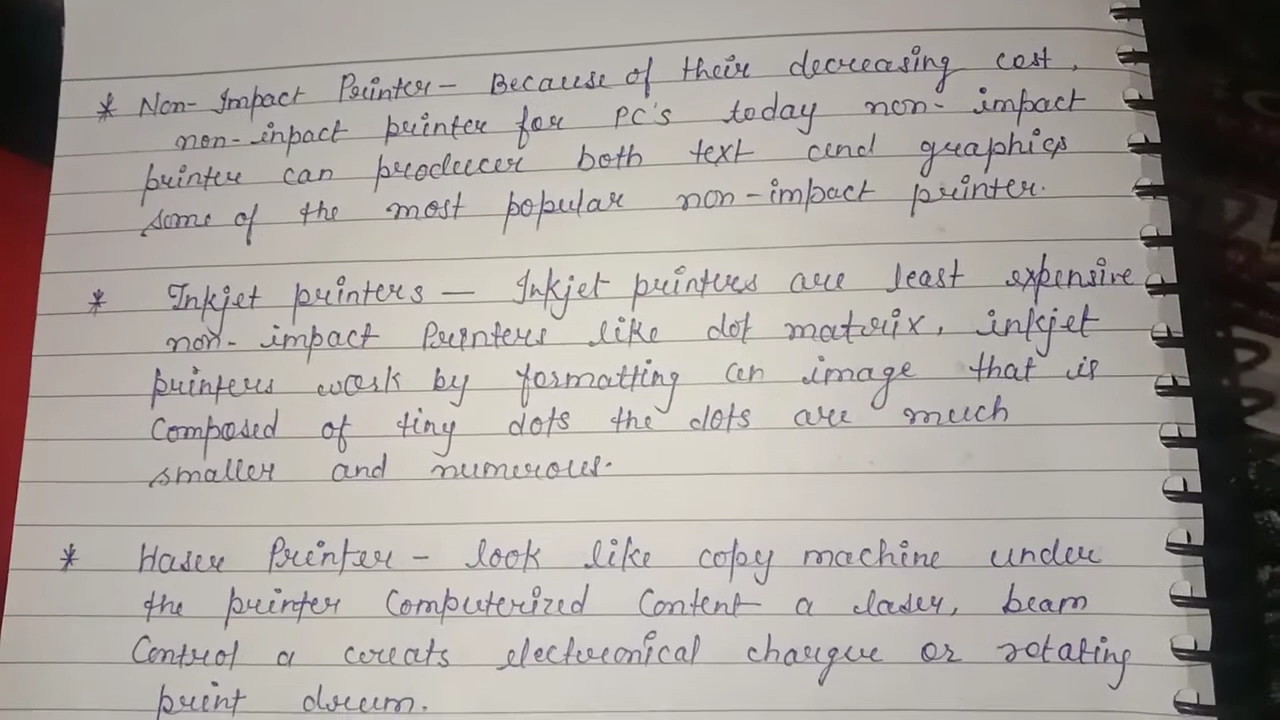 * Non-Impact Printer - Because of their decreasing cost,
non-inpact printer for PC's today non-impact
printer can producer both text and graphics
some of the most popular non-impact printer.
* Inkjet printers - Inkjet printers are least expensive
non-impact Prrnters like dot matrix, inkjet
printers work by formatting an image that is
Composed of tiny dots the dots are much
smaller and numerous.
* Haser Printer - look like copy machine under
the printer Computerized Content a laser, beam
Control a creats electronical charque or rotating
print drum.